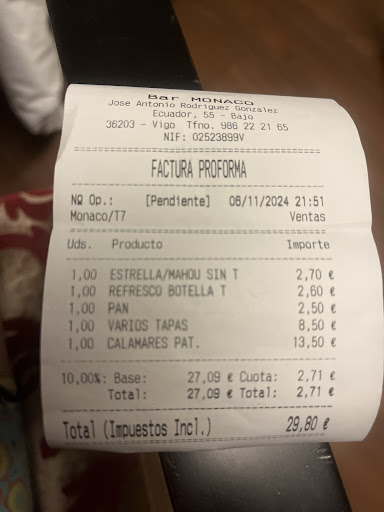 Bar MONACO
Jose Antonio Rodriguez Gonzalez
Ecuador, 55 - Bajo
36203 - Vigo Tfno. 986 22 21 65
NIF: 02523899V
FACTURA PROFORMA
Nº Op.: [Pendiente] 08/11/2024 21:51
Monaco/T7 Ventas
Uds. Producto Importe
1,00 ESTRELLA/MAHOU SIN T 2,70 €
1,00 REFRESCO BOTELLA T 2,60 €
1,00 PAN 2,50 €
1,00 VARIOS TAPAS 8,50 €
1,00 CALAMARES PAT. 13,50 €
10,00%: Base: 27,09 € Cuota: 2,71 €
Total: 27,09 € Total: 2,71 €
Total (Impuestos Incl.) 29,80 €